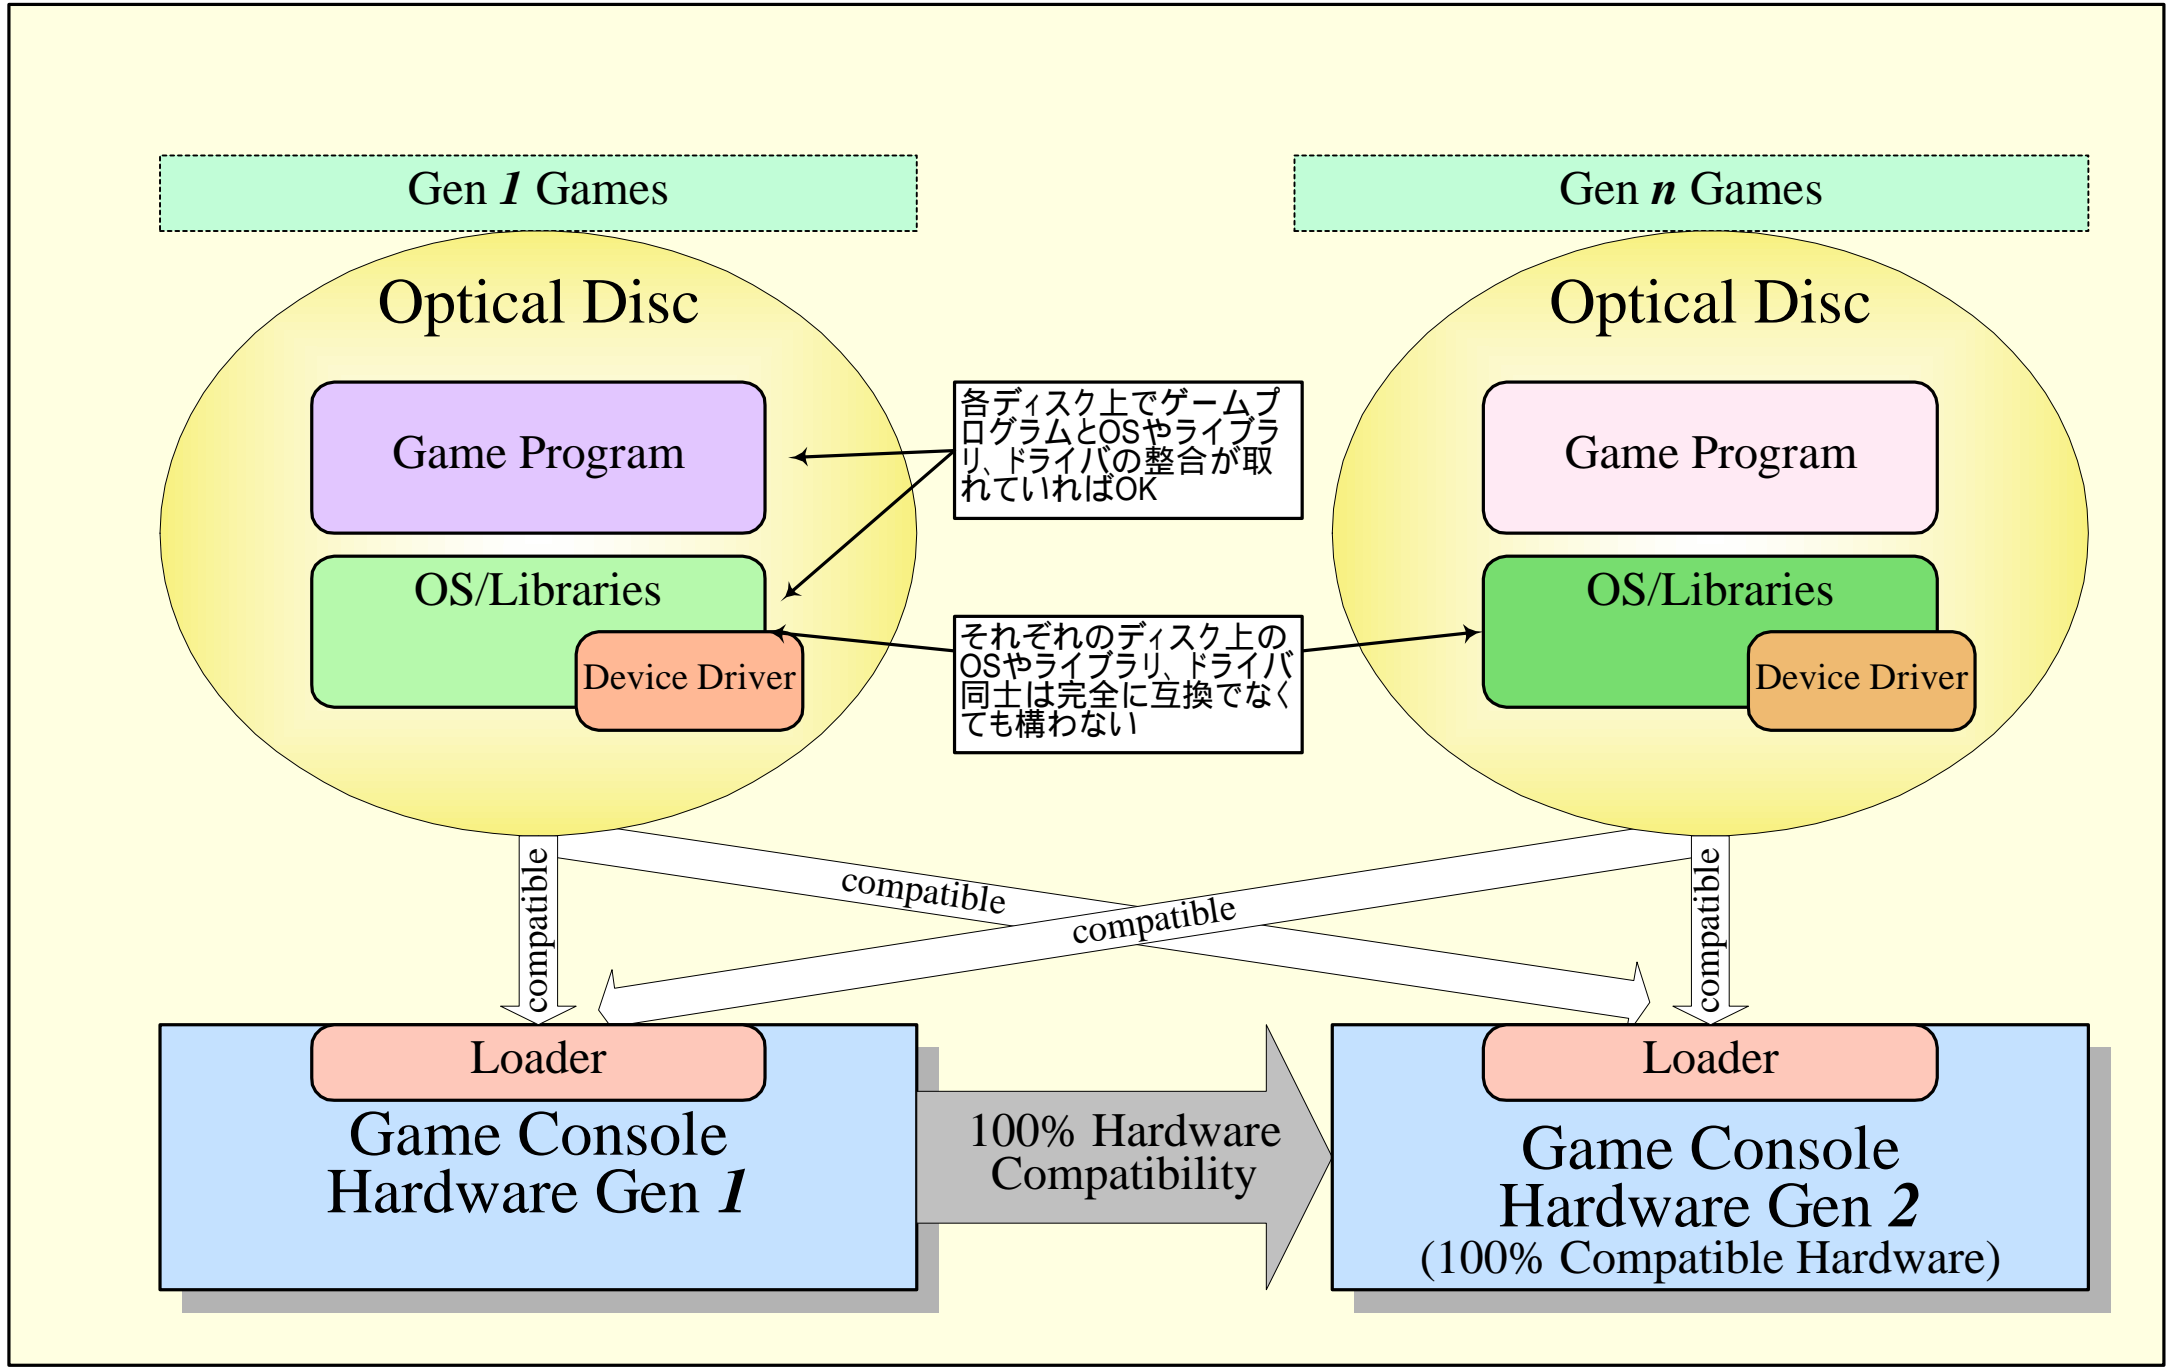 Gen 1 Games
Optical Disc
Game Program
OS/Libraries
Device Driver
各ディスク上でゲームプ
ログラムとOSやライブラ
リ、ドライバの整合が取
れていればOK
それぞれのディスク上の
OSやライブラリ、ドライバ
同士は完全に互換でなく
ても構わない
Gen n Games
Optical Disc
Game Program
OS/Libraries
Device Driver
compatible
compatible
compatible
compatible
Loader
Game Console
Hardware Gen 1
100% Hardware
Compatibility
Loader
Game Console
Hardware Gen 2
(100% Compatible Hardware)